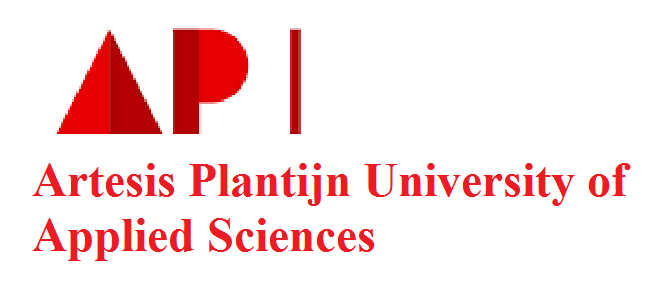 AP
Artesis Plantijn University of
Applied Sciences